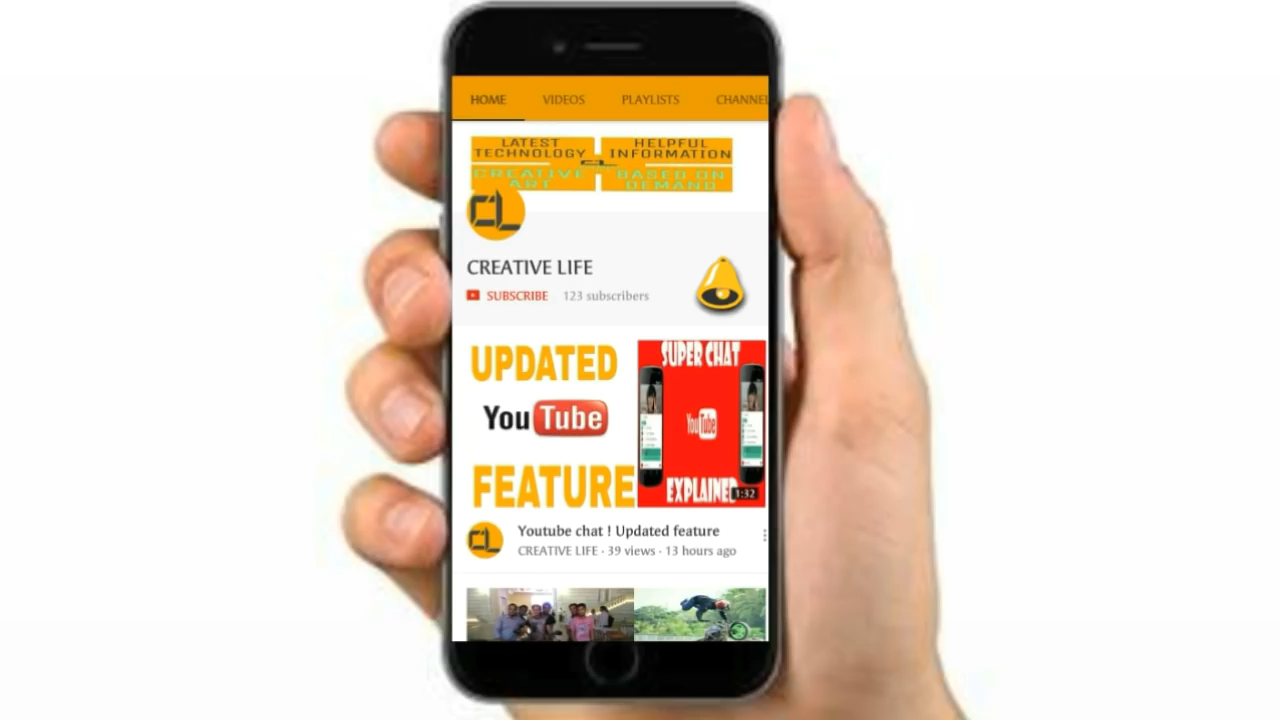 HOME VIDEOS PLAYLISTS CHANNEL
LATEST TECHNOLOGY
HELPFUL INFORMATION
CL
CREATIVE ART
BASED ON DEMAND
CL
CREATIVE LIFE
SUBSCRIBE 123 subscribers
UPDATED
YouTube
FEATURE
SUPER CHAT
YouTube
EXPLAINED
1:32
CL
Youtube chat ! Updated feature
CREATIVE LIFE · 39 views · 13 hours ago